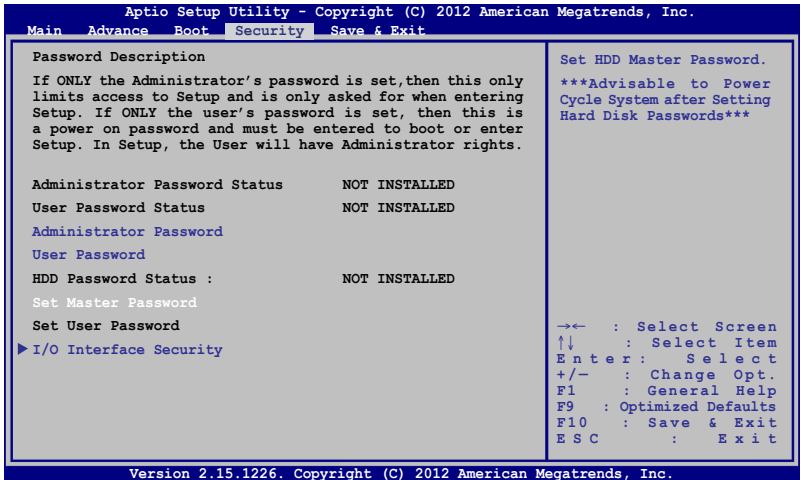 Aptio Setup Utility - Copyright (C) 2012 American Megatrends, Inc.
Main Advance Boot Security Save & Exit
Password Description
If ONLY the Administrator's password is set,then this only
limits access to Setup and is only asked for when entering
Setup. If ONLY the user's password is set, then this is
a power on password and must be entered to boot or enter
Setup. In Setup, the User will have Administrator rights.
Administrator Password Status NOT INSTALLED
User Password Status NOT INSTALLED
Administrator Password
User Password
HDD Password Status : NOT INSTALLED
Set Master Password
Set User Password
I/O Interface Security
Set HDD Master Password.
***Advisable to Power
Cycle System after Setting
Hard Disk Passwords***
→← : Select Screen
↑↓ : Select Item
Enter: Select
+/— : Change Opt.
F1 : General Help
F9 : Optimized Defaults
F10 : Save & Exit
ESC : Exit
Version 2.15.1226. Copyright (C) 2012 American Megatrends, Inc.